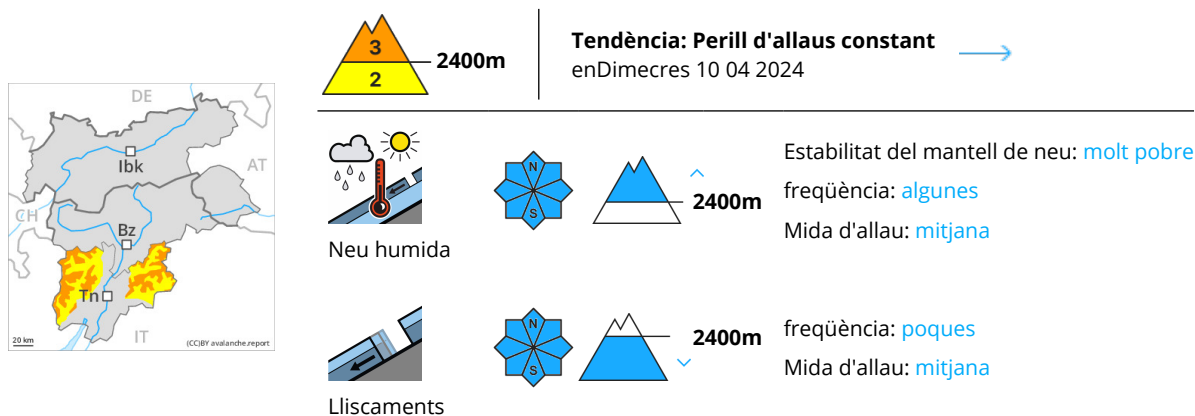 3
2
2400m
Tendència: Perill d'allaus constant
enDimecres 10 04 2024
DE
Ibk
AT
CH
Bz
Tn
IT
20 km
(CC)BY avalanche.report
Neu humida
N
S
2400m
Estabilitat del mantell de neu: molt pobre
freqüència: algunes
Mida d'allau: mitjana
Lliscaments
N
S
2400m
freqüència: poques
Mida d'allau: mitjana